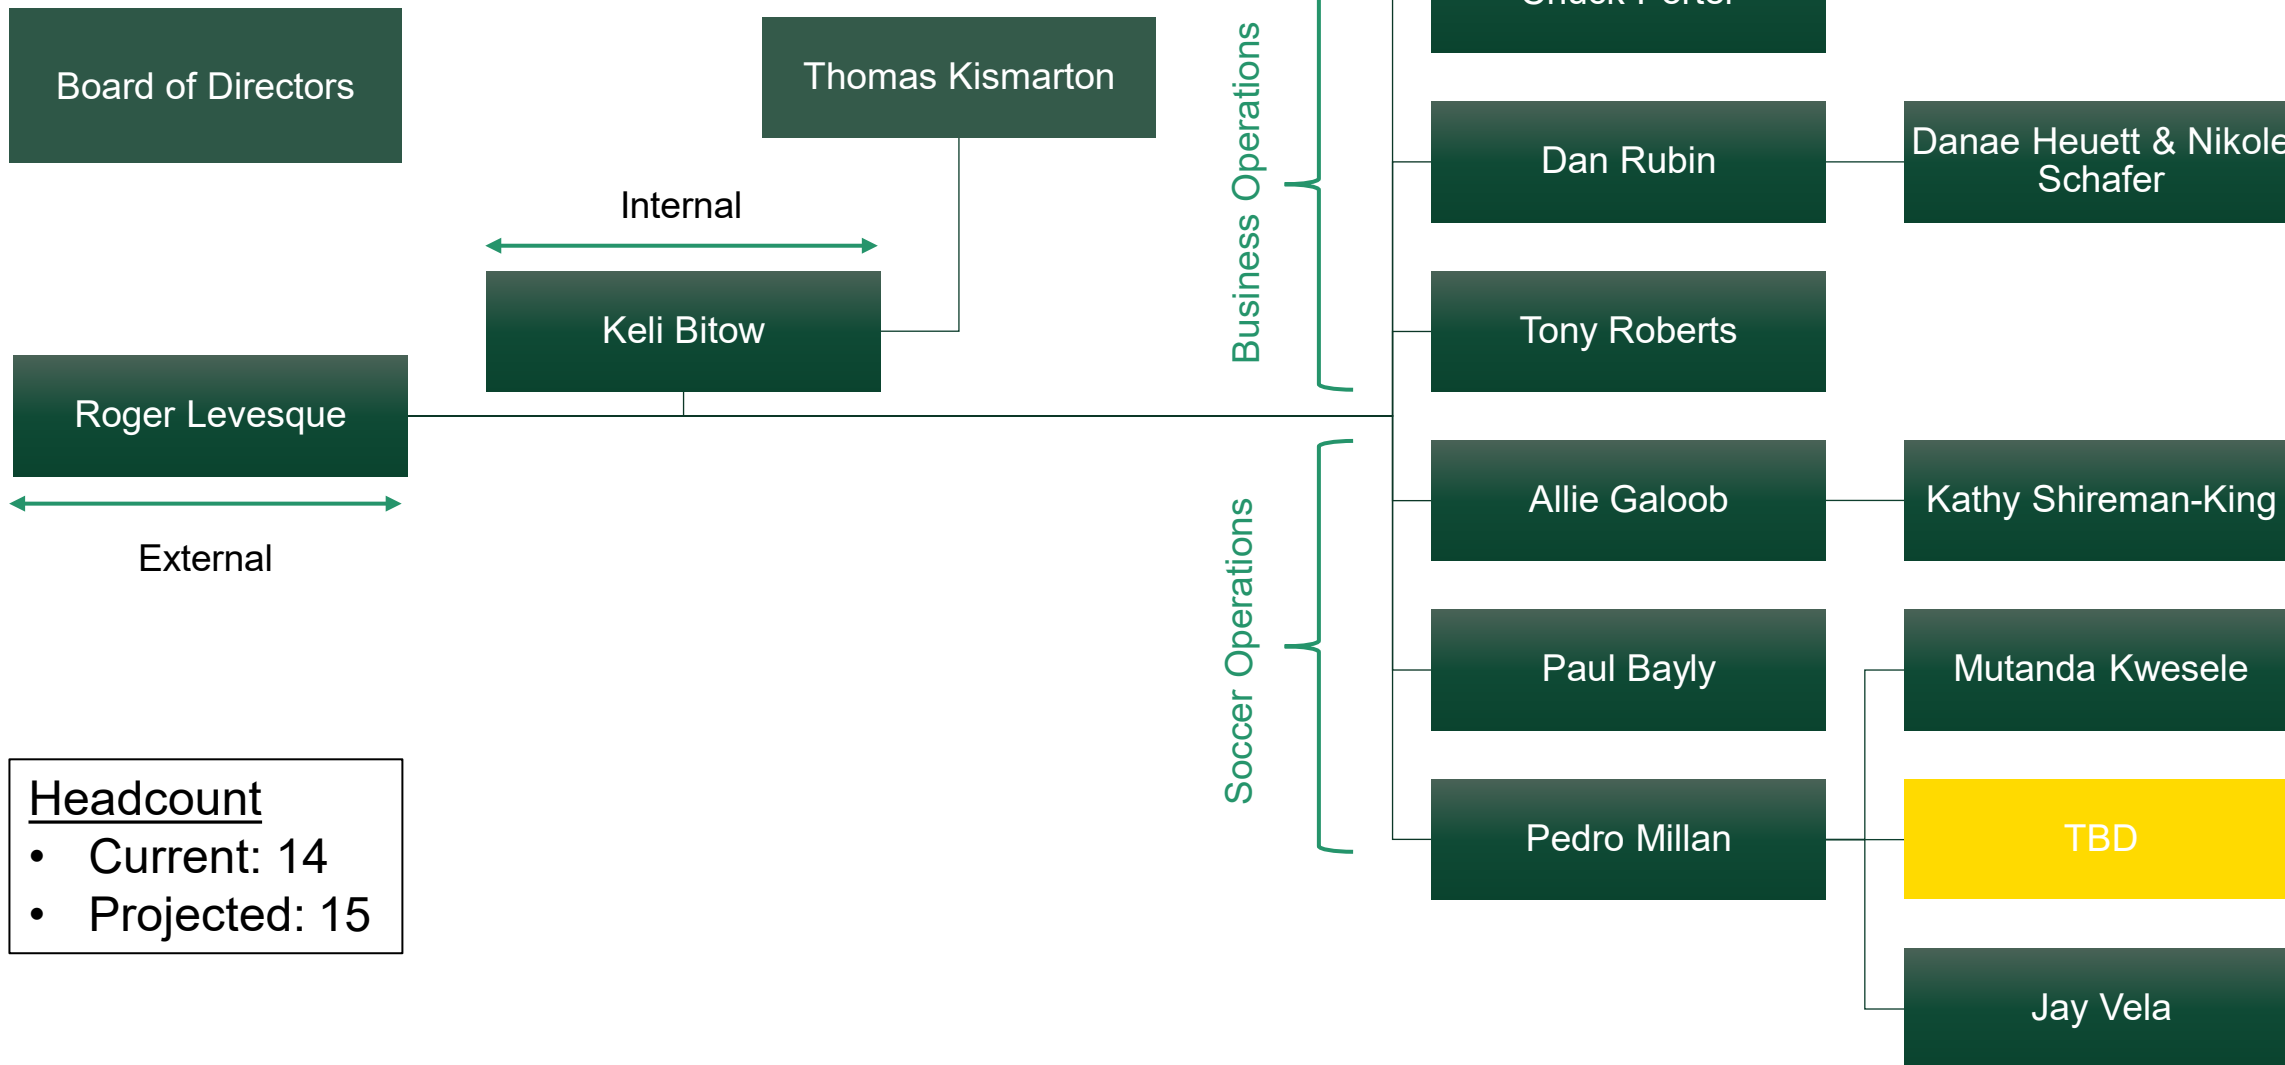 Board of Directors
Thomas Kismarton
Internal
Keli Bitow
Roger Levesque
External
Headcount
• Current: 14
• Projected: 15
Business Operations
Soccer Operations
Dan Rubin
Danae Heuett & Nikole
Schafer
Tony Roberts
Allie Galoob
Kathy Shireman-King
Paul Bayly
Mutanda Kwesele
Pedro Millan
TBD
Jay Vela